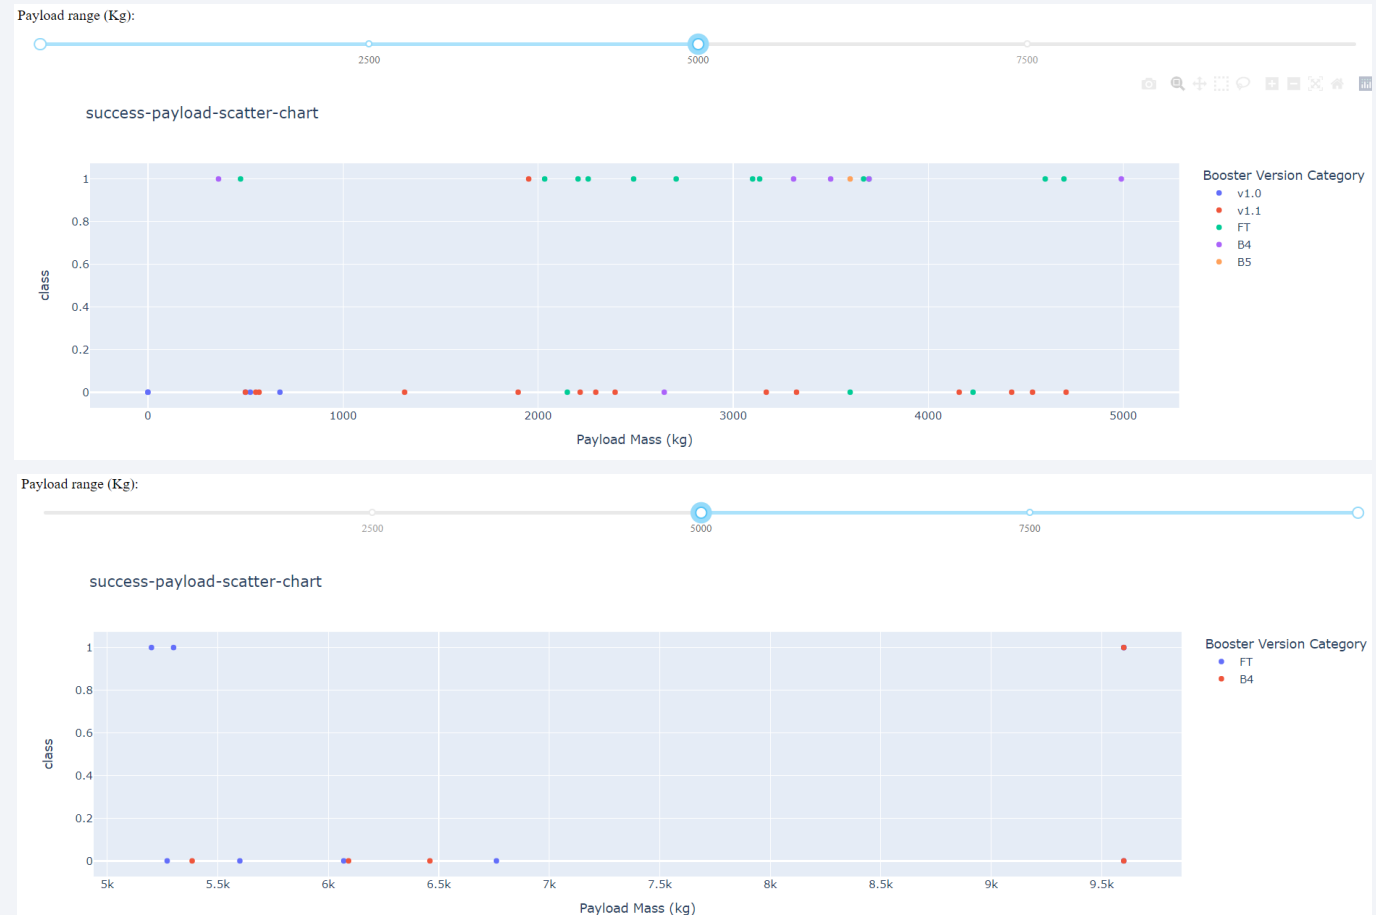 Payload range (Kg):
2500 5000 7500
success-payload-scatter-chart
Booster Version Category
v1.0
v1.1
FT
B4
B5
1
0.8
0.6
0.4
0.2
0
class
0 1000 2000 3000 4000 5000
Payload Mass (kg)
Payload range (Kg):
2500 5000 7500
success-payload-scatter-chart
Booster Version Category
FT
B4
1
0.8
0.6
0.4
0.2
0
class
5k 5.5k 6k 6.5k 7k 7.5k 8k 8.5k 9k 9.5k
Payload Mass (kg)